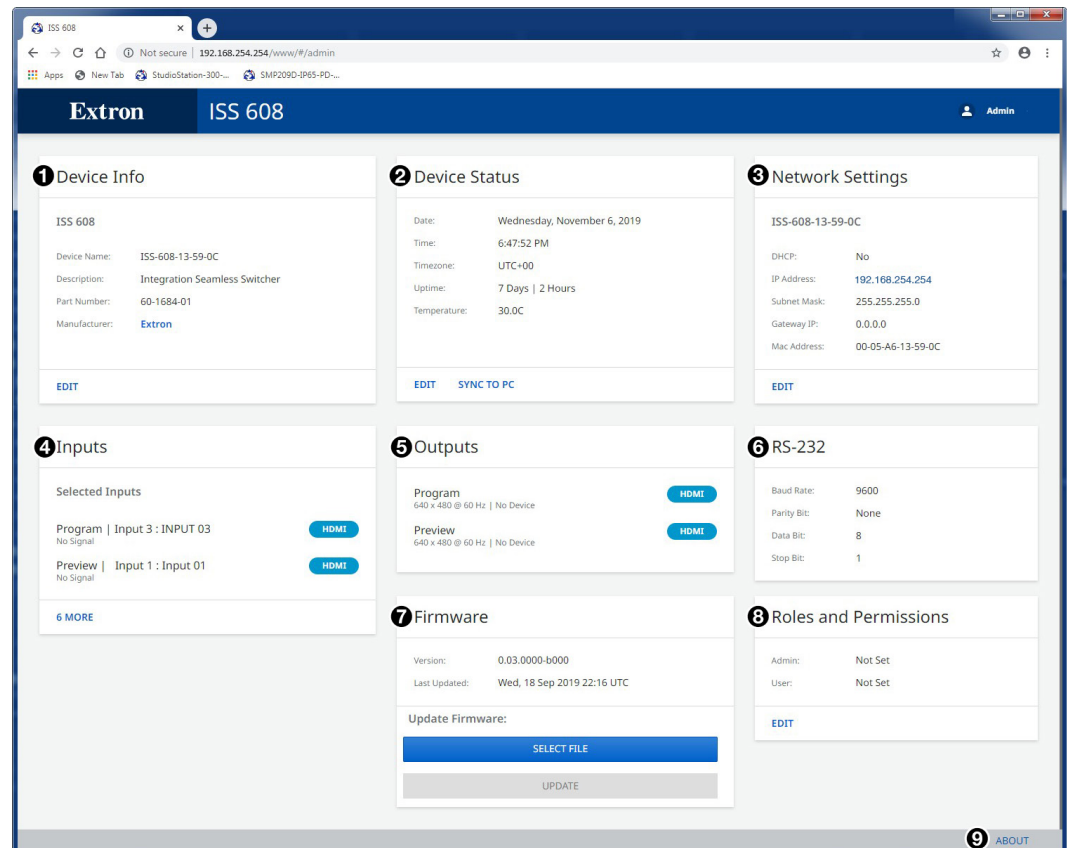 ISS 608
Not secure | 192.168.254.254/www/#/admin
Apps New Tab StudioStation-300-... SMP209D-IP65-PD-...
Extron ISS 608 Admin
1 Device Info
ISS 608
Device Name: ISS-608-13-59-0C
Description: Integration Seamless Switcher
Part Number: 60-1684-01
Manufacturer: Extron
EDIT
2 Device Status
Date: Wednesday, November 6, 2019
Time: 6:47:52 PM
Timezone: UTC+00
Uptime: 7 Days | 2 Hours
Temperature: 30.0C
EDIT SYNC TO PC
3 Network Settings
ISS-608-13-59-0C
DHCP: No
IP Address: 192.168.254.254
Subnet Mask: 255.255.255.0
Gateway IP: 0.0.0.0
Mac Address: 00-05-A6-13-59-0C
EDIT
4 Inputs
Selected Inputs
Program | Input 3 : INPUT 03 HDMI
No Signal
Preview | Input 1 : Input 01 HDMI
No Signal
6 MORE
5 Outputs
Program HDMI
640 x 480 @ 60 Hz | No Device
Preview HDMI
640 x 480 @ 60 Hz | No Device
6 RS-232
Baud Rate: 9600
Parity Bit: None
Data Bit: 8
Stop Bit: 1
7 Firmware
Version: 0.03.0000-b000
Last Updated: Wed, 18 Sep 2019 22:16 UTC
Update Firmware:
SELECT FILE
UPDATE
8 Roles and Permissions
Admin: Not Set
User: Not Set
EDIT
9 ABOUT